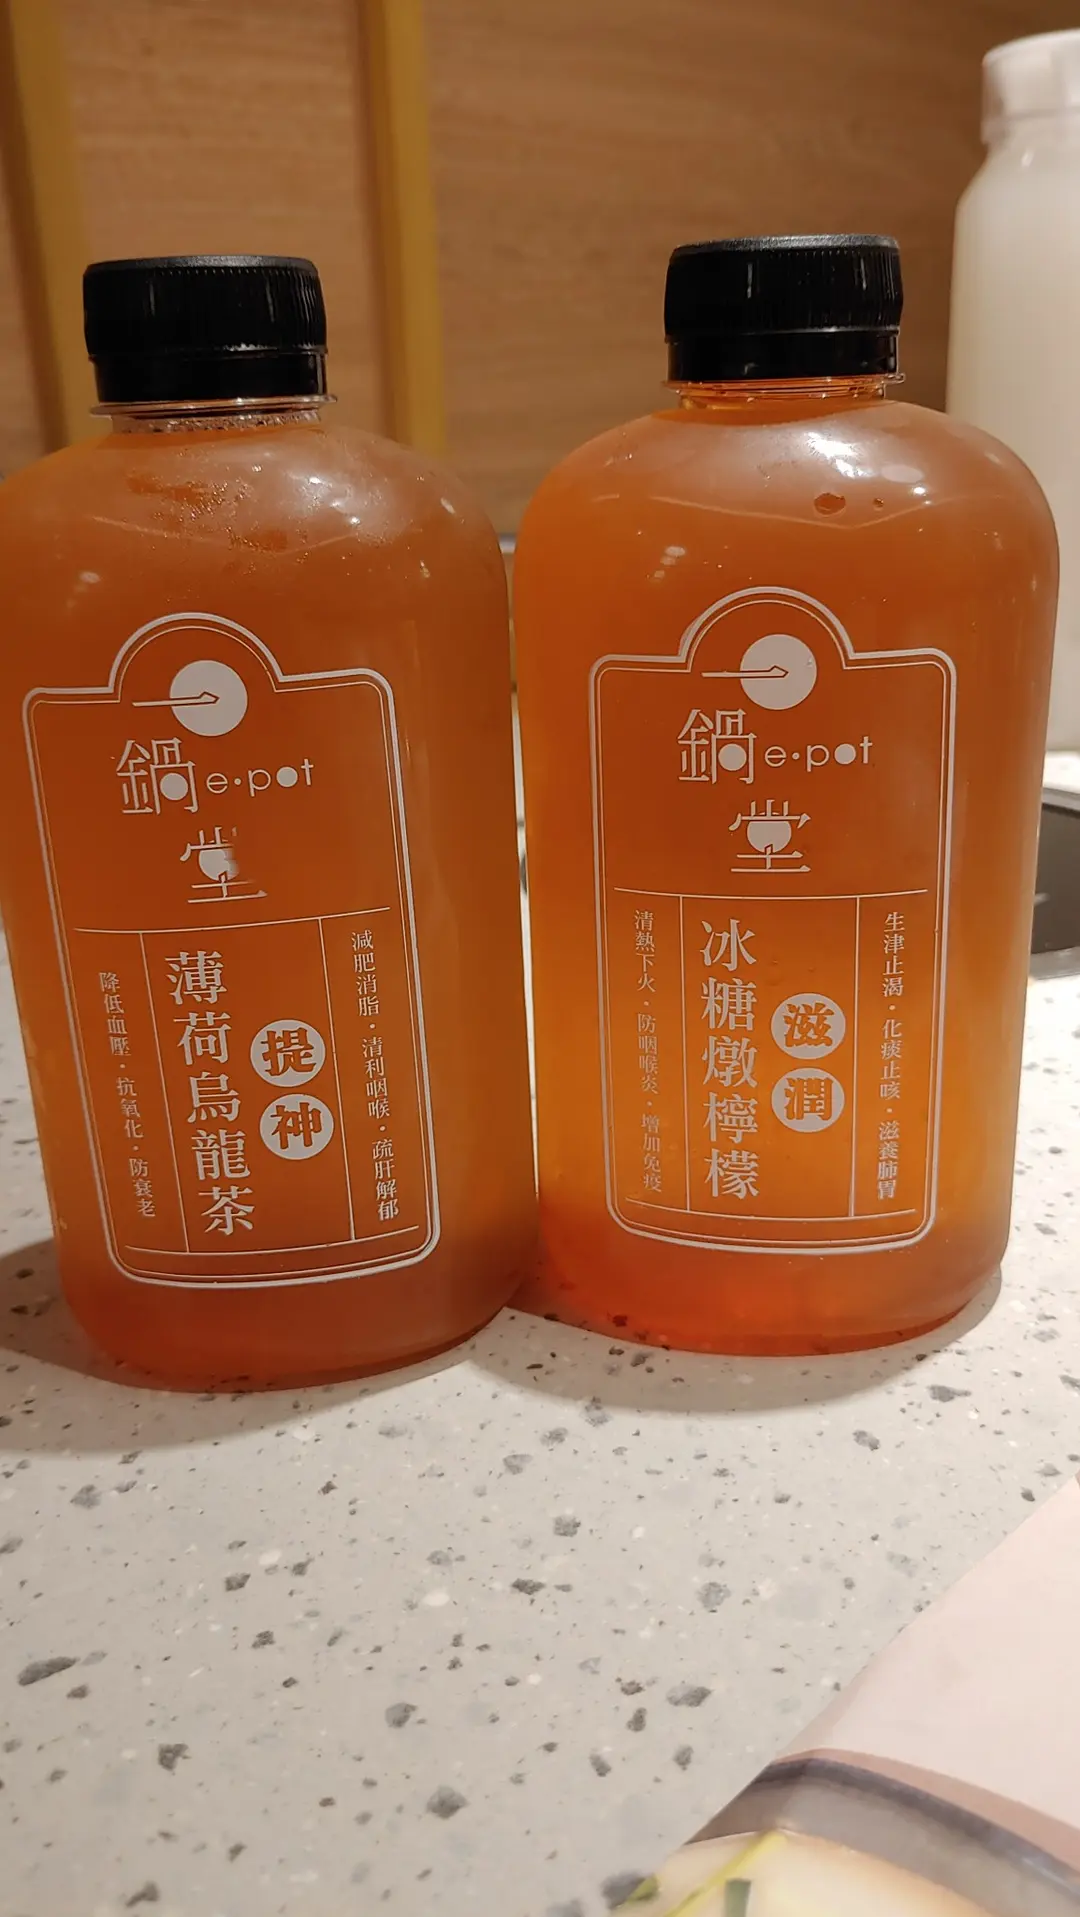 一
鍋 e·pot
堂
減肥消脂·清利咽喉·疏肝解郁
提神
薄荷烏龍茶
降低血壓·抗氧化·防衰老
一
鍋 e·pot
堂
生津止渴·化痰止咳·滋養肺胃
滋潤
冰糖燉檸檬
清熱下火·防咽喉炎·增加免疫